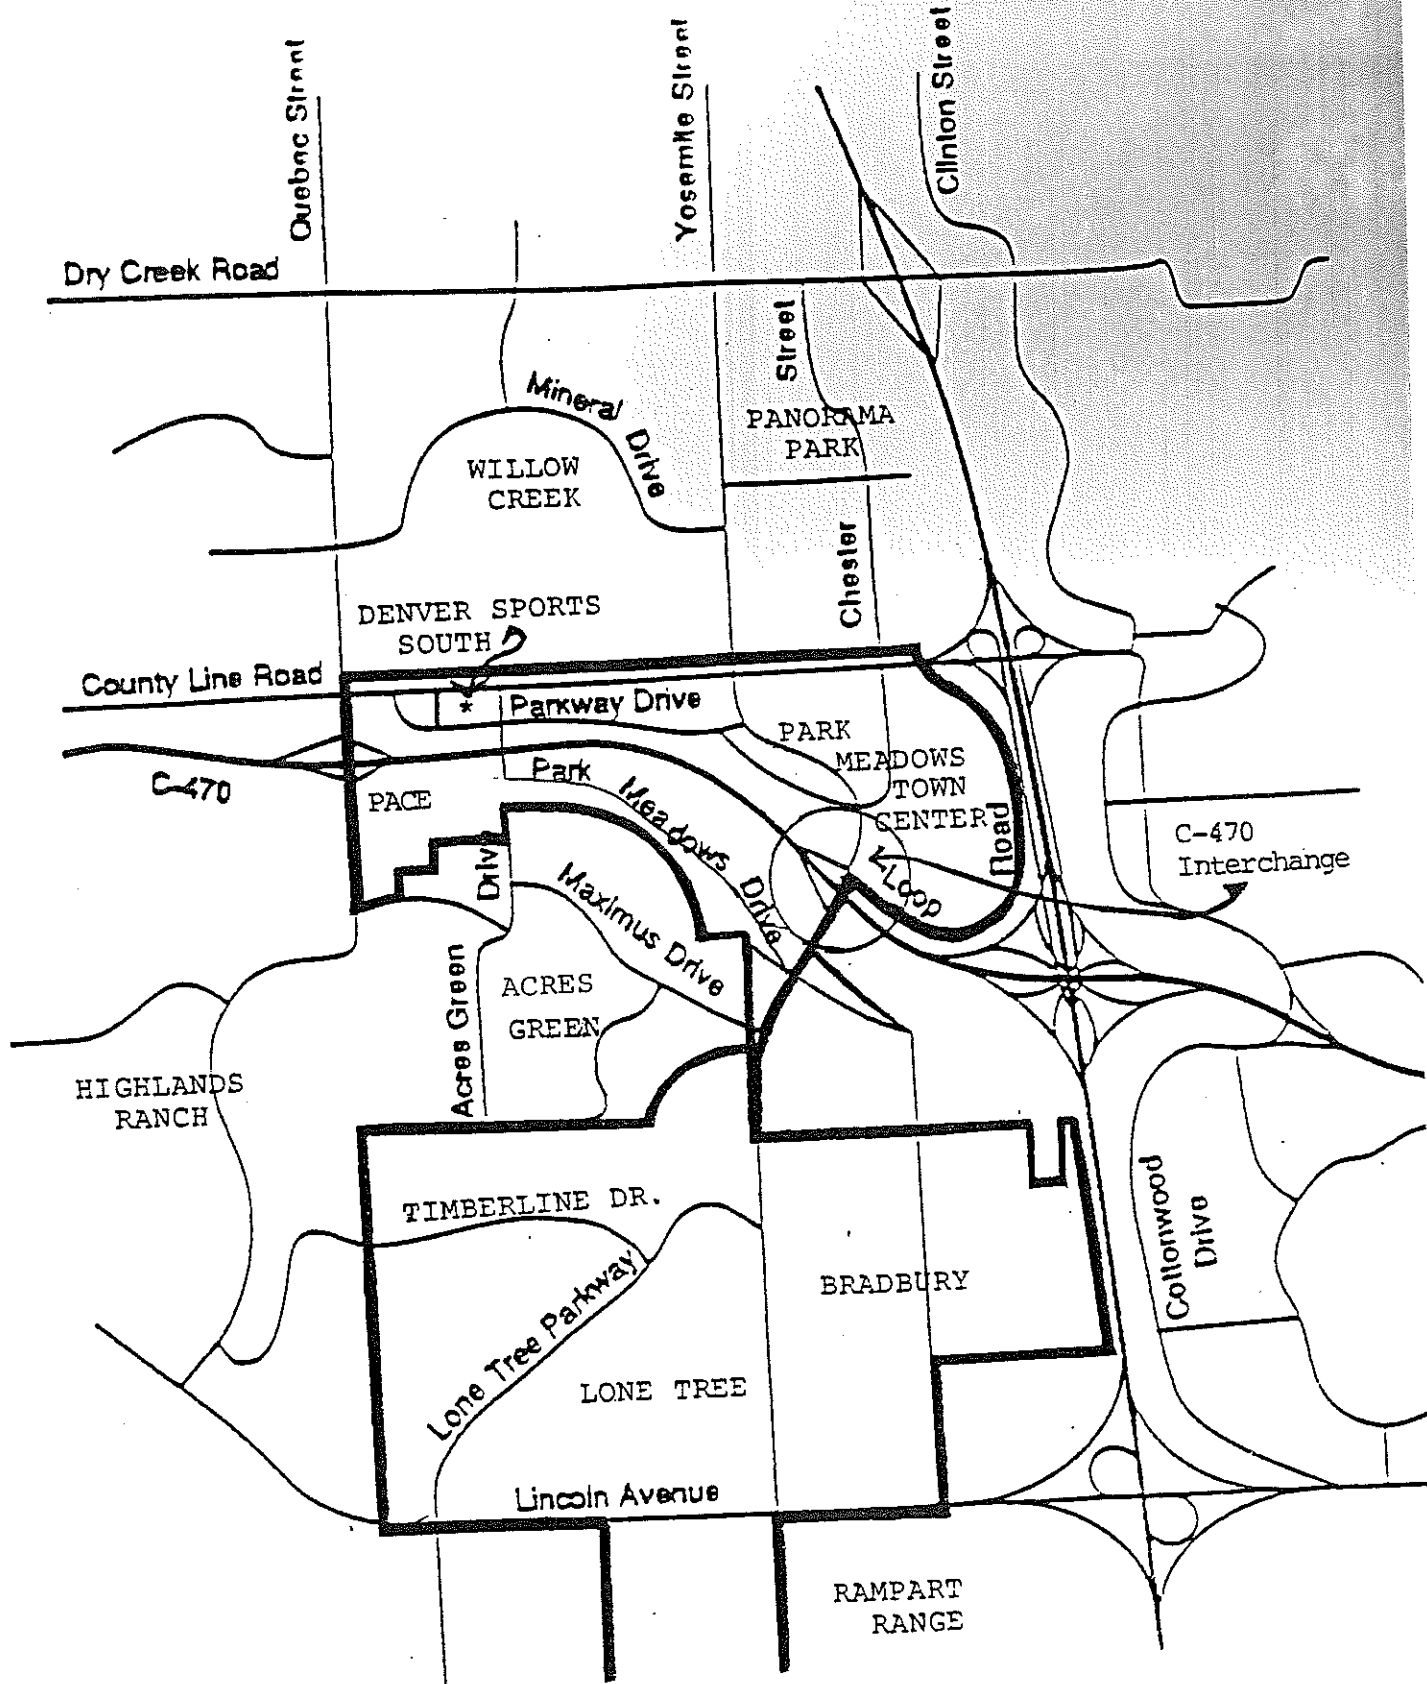 Quebec Street
Yosemite Street
Clinton Street
Dry Creek Road
Street
Mineral Drive
PANORAMA
PARK
WILLOW
CREEK
Chester
DENVER SPORTS
SOUTH
County Line Road
*
Parkway Drive
PARK
MEADOWS
TOWN
CENTER
C-470
Park Meadows Drive
PACE
Road
C-470
Interchange
Loop
Drive
Maximus Drive
Acres Green
ACRES
GREEN
HIGHLANDS
RANCH
TIMBERLINE DR.
Cottonwood
Drive
BRADBURY
Lone Tree Parkway
LONE TREE
Lincoln Avenue
RAMPART
RANGE